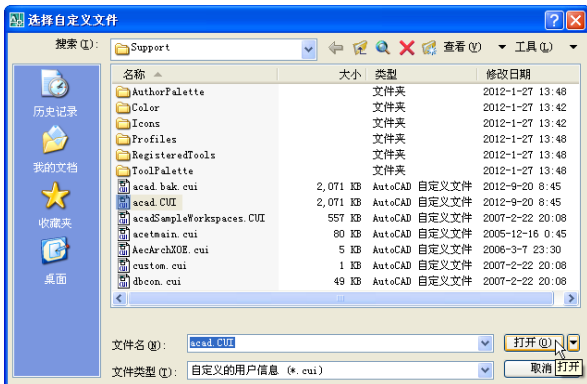 选择自定义文件
搜索(I): Support 查看(V) 工具(L)
名称 大小 类型 修改日期
AuthorPalette 文件夹 2012-1-27 13:48
Color 文件夹 2012-1-27 13:42
Icons 文件夹 2012-1-27 13:42
Profiles 文件夹 2012-1-27 13:48
RegisteredTools 文件夹 2012-1-27 13:48
ToolPalette 文件夹 2012-1-27 13:48
acad.bak.cui 2,071 KB AutoCAD 自定义文件 2012-9-20 8:45
acad.CUI 2,071 KB AutoCAD 自定义文件 2012-9-20 8:45
acadSampleWorkspaces.CUI 557 KB AutoCAD 自定义文件 2007-2-22 20:08
acetmain.cui 80 KB AutoCAD 自定义文件 2005-12-16 0:45
AecArchXOE.cui 5 KB AutoCAD 自定义文件 2006-3-7 23:30
custom.cui 1 KB AutoCAD 自定义文件 2007-2-22 20:08
dbcon.cui 49 KB AutoCAD 自定义文件 2007-2-22 20:08
历史记录
我的文档
收藏夹
桌面
文件名(N): acad.CUI 打开(O)
文件类型(T): 自定义的用户信息 (*.cui) 取消 打开